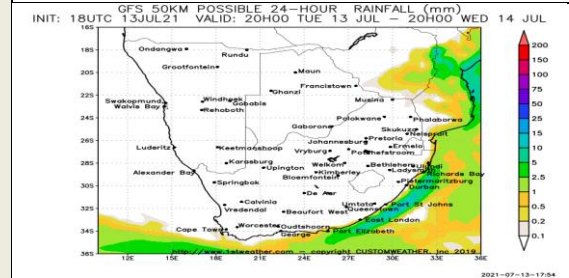 GFS 50KM POSSIBLE 24-HOUR RAINFALL (mm)
INIT: 18UTC 13JUL21 VALID: 20H00 TUE 13 JUL - 20H00 WED 14 JUL
16S
18S
20S
22S
24S
26S
28S
30S
32S
34S
36S
12E
15E
18E
21E
24E
27E
30E
33E
36E
Ondangwa
Rundu
Grootfontein
Maun
Francistown
Ghanzi
Windhoek
Gobabis
Swakopmund
Walvis Bay
Rehoboth
Musina
Polokwane
Phalaborwa
Gaborone
Skukuza
Nelspruit
Pretoria
Johannesburg
Ermelo
Luderitz
Keetmanshoop
Vryburg
Potchefstroom
Karasburg
Upington
Welkom
Bethlehem
Ulundi
Ladysmith
Richards Bay
Alexander Bay
Kimberley
Bloemfontein
Springbok
Pietermaritzburg
Durban
De Aar
Calvinia
Vredendal
Beaufort West
Umtata
Port St Johns
Queenstown
East London
Cape Town
Worcester
Oudtshoorn
George
Port Elizabeth
200
150
100
75
50
25
15
10
5
2.5
1
0.5
0.2
0.1
http://www.1stweather.com - copyright CUSTOMWEATHER, Inc 2019
2021-07-13-17:54